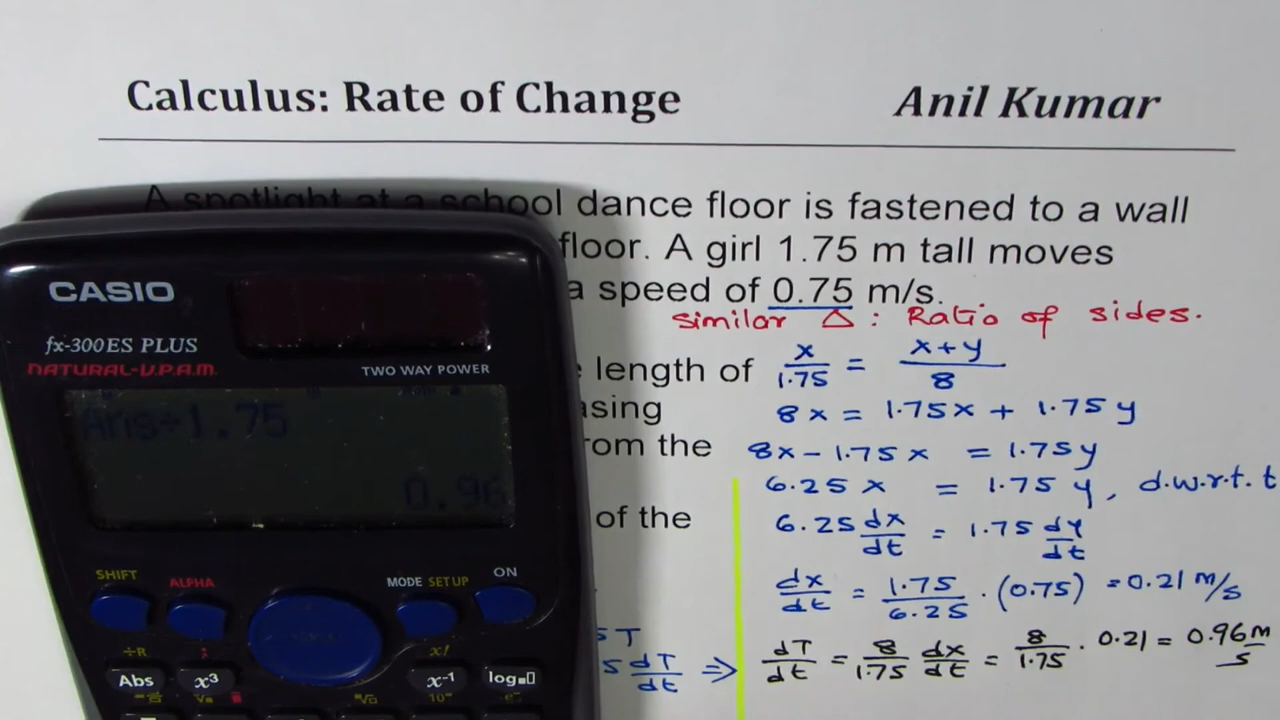 Calculus: Rate of Change Anil Kumar
A spotlight at a school dance floor is fastened to a wall
floor. A girl 1.75 m tall moves
a speed of 0.75 m/s.
similar Δ : Ratio of sides.
length of x/1.75 = (x+y)/8
asing 8x = 1.75x + 1.75y
om the 8x - 1.75x = 1.75y
6.25x = 1.75y, d.w.r.t. t
of the 6.25 dx/dt = 1.75 dy/dt
dx/dt = 1.75/6.25 · (0.75) = 0.21 m/s
T
5 dT/dt ⇒ dT/dt = 8/1.75 dx/dt = 8/1.75 · 0.21 = 0.96 m/s
CASIO
fx-300ES PLUS
NATURAL-V.P.A.M.
TWO WAY POWER
Ans÷1.75
0.96
SHIFT ALPHA MODE SETUP ON
÷R x!
Abs x³ x⁻¹ log